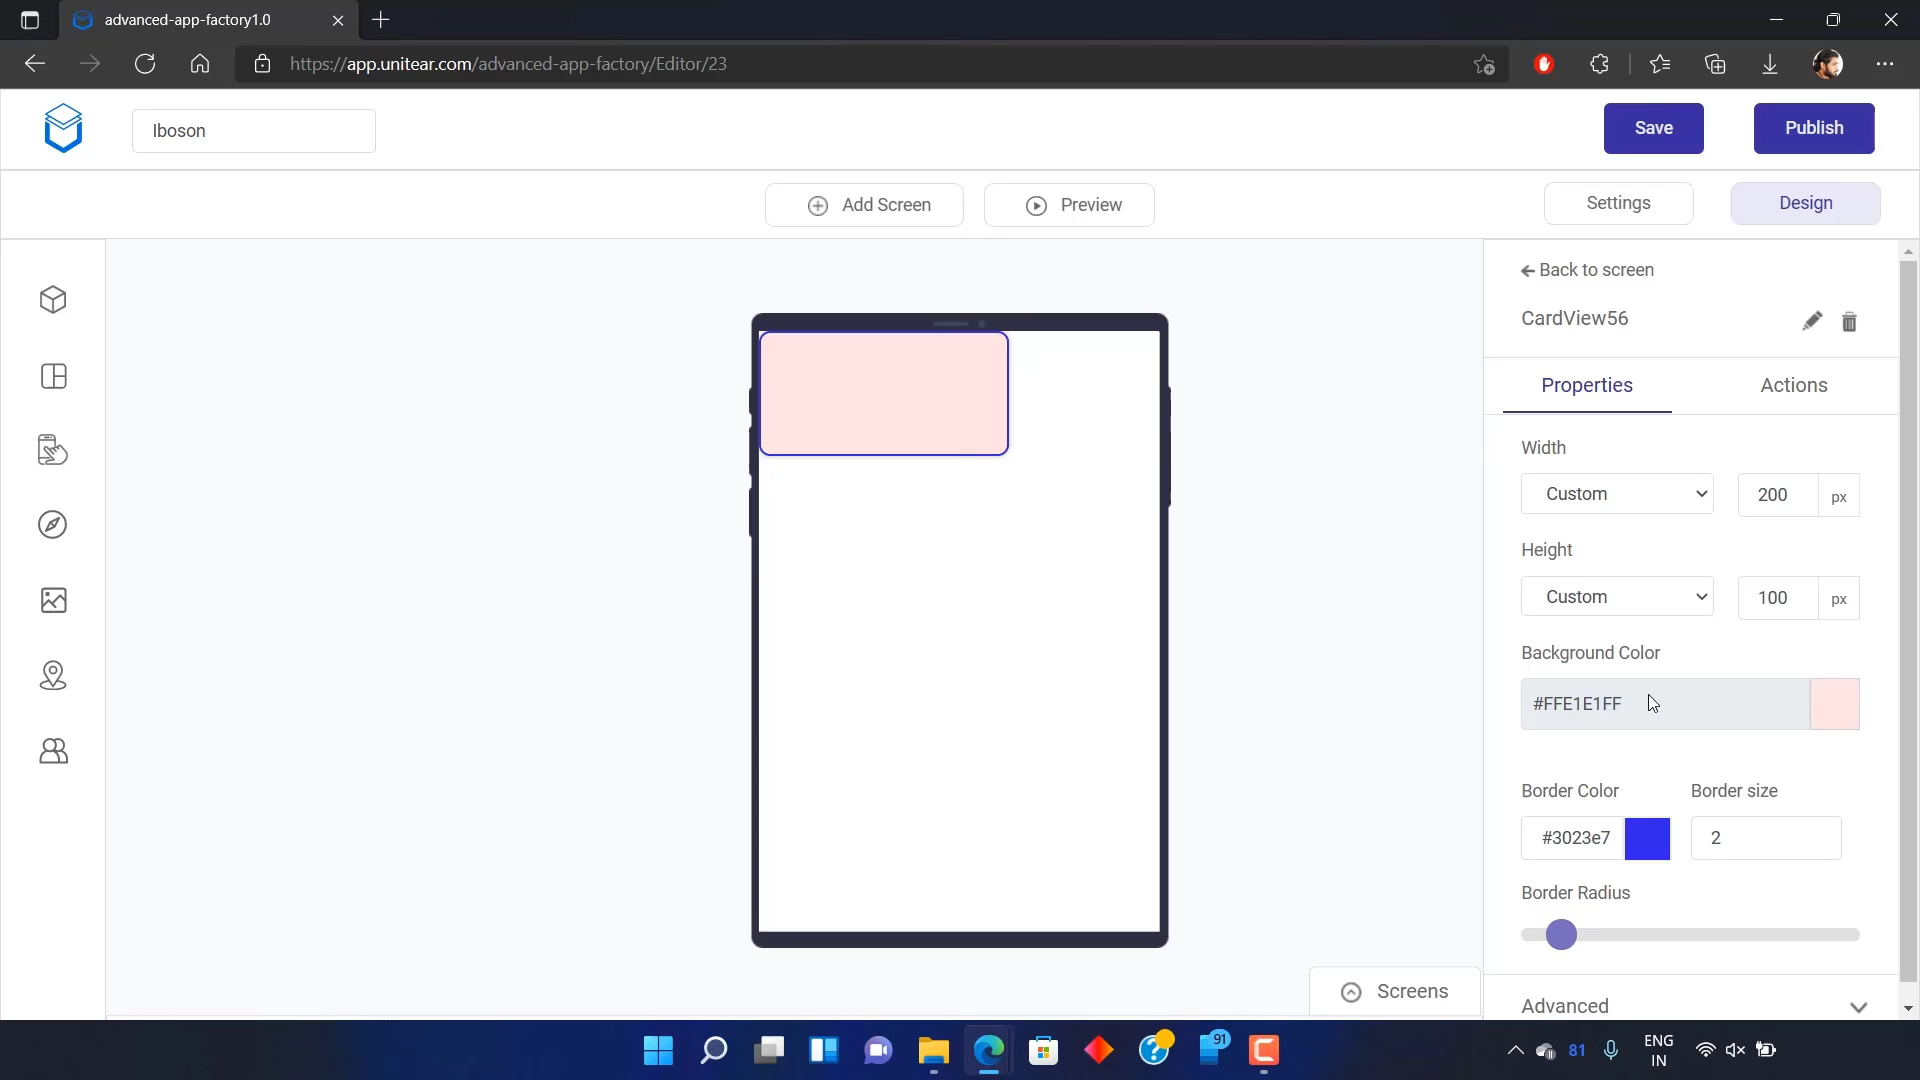 advanced-app-factory1.0
https://app.unitear.com/advanced-app-factory/Editor/23
Iboson
Save
Publish
Add Screen
Preview
Settings
Design
Back to screen
CardView56
Properties
Actions
Width
Custom
200
px
Height
Custom
100
px
Background Color
#FFE1E1FF
Border Color
Border size
#3023e7
2
Border Radius
Screens
Advanced
91
81
ENG
IN